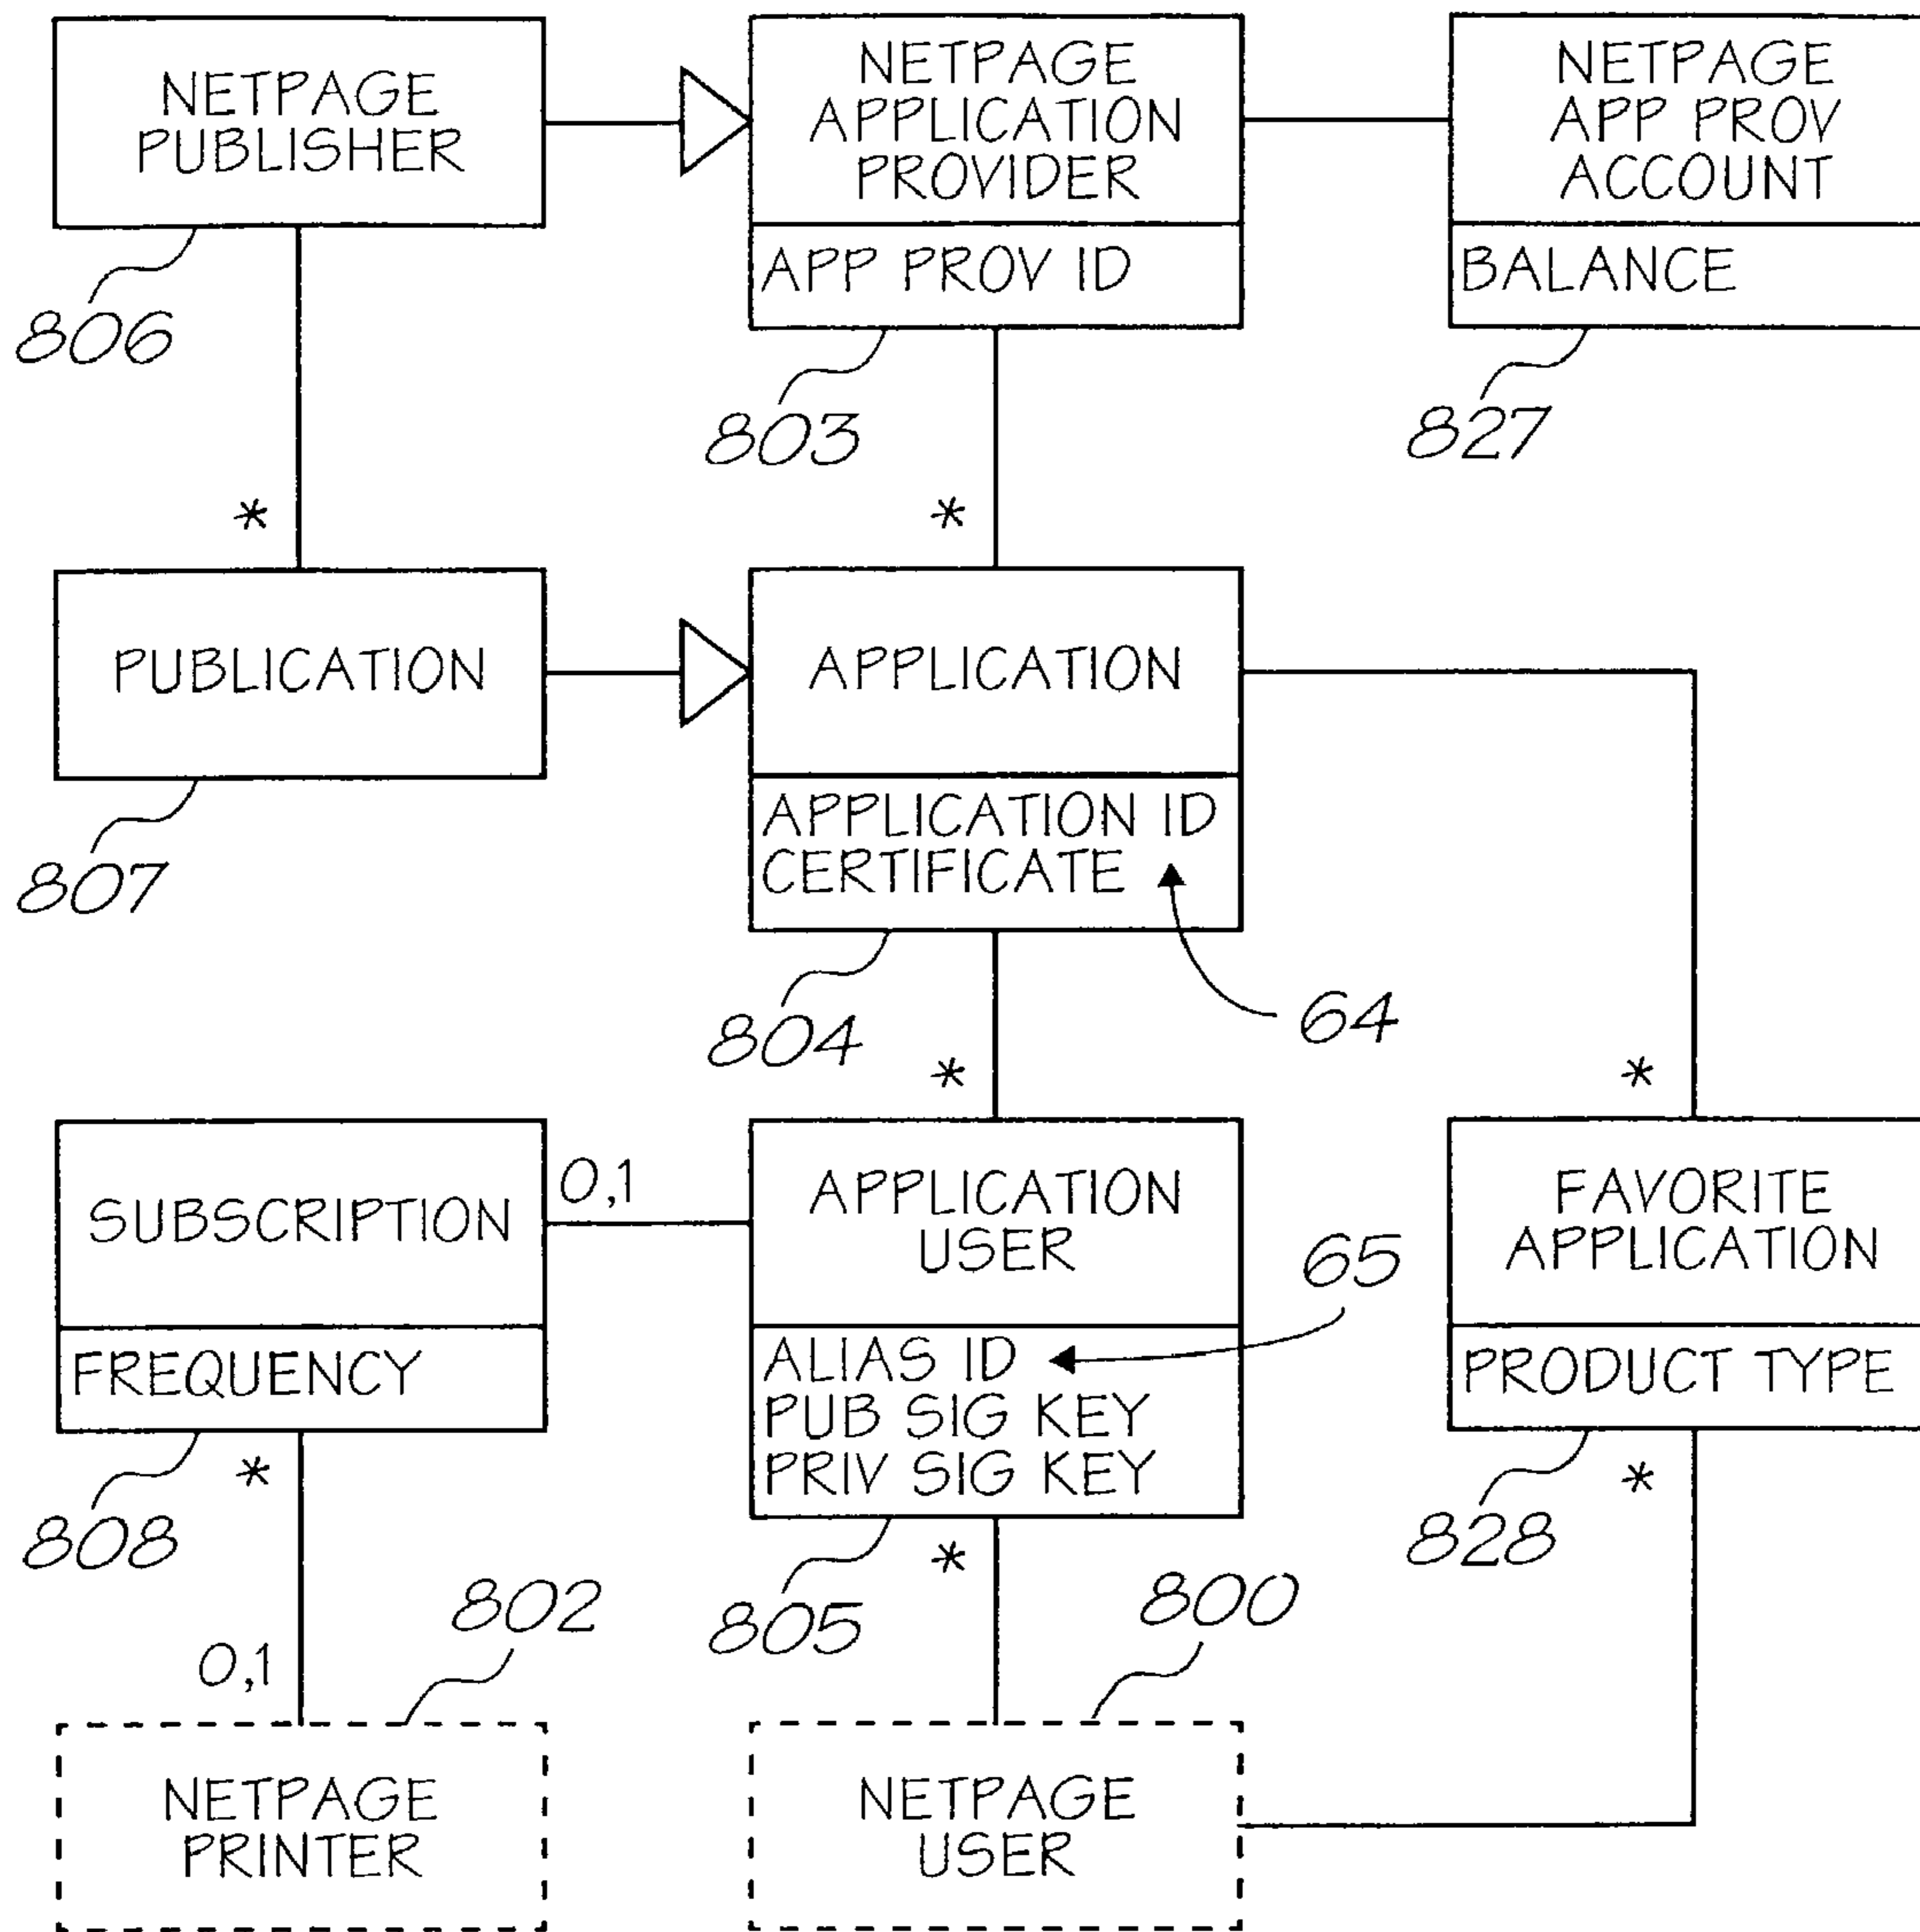 NETPAGE
PUBLISHER
806
NETPAGE
APPLICATION
PROVIDER
APP PROV ID
803
NETPAGE
APP PROV
ACCOUNT
BALANCE
827
*
*
PUBLICATION
807
APPLICATION
APPLICATION ID
CERTIFICATE
804
64
*
*
SUBSCRIPTION
FREQUENCY
808
0,1
APPLICATION
USER
ALIAS ID
PUB SIG KEY
PRIV SIG KEY
805
65
FAVORITE
APPLICATION
PRODUCT TYPE
828
*
*
*
0,1
802
800
NETPAGE
PRINTER
NETPAGE
USER